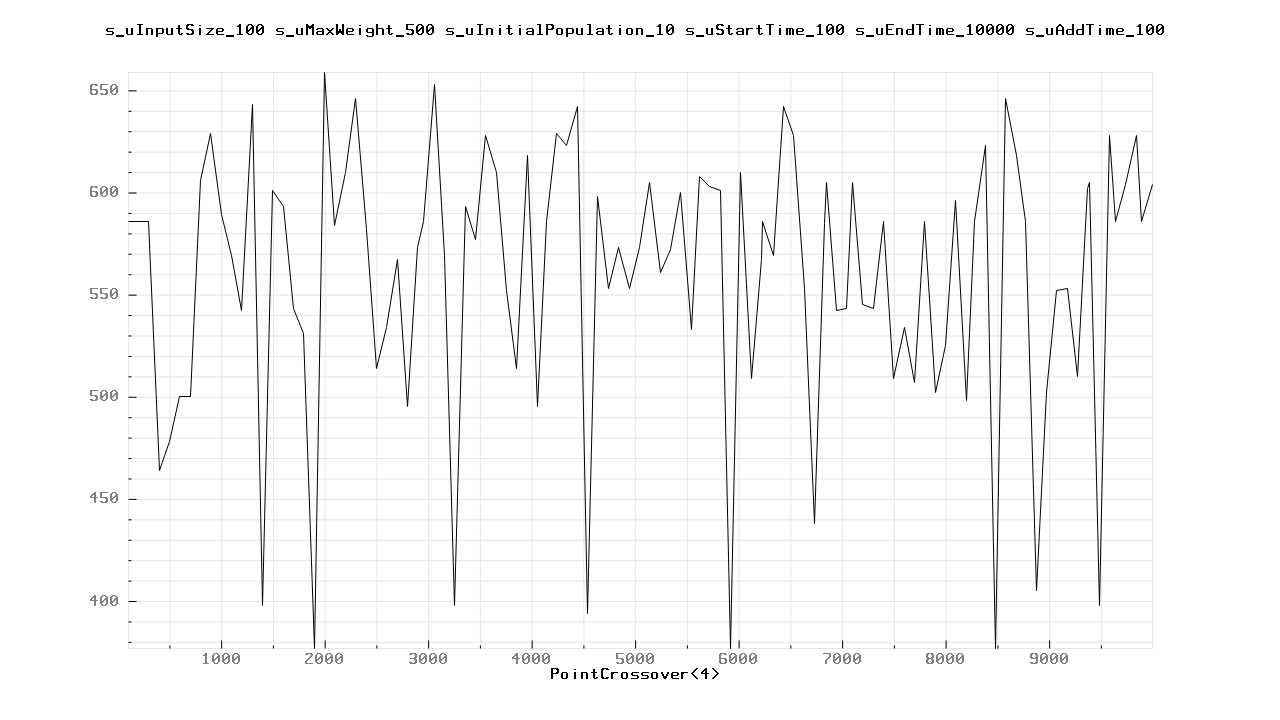 s_uInputSize_100 s_uMaxWeight_500 s_uInitialPopulation_10 s_uStartTime_100 s_uEndTime_10000 s_uAddTime_100
650
600
550
500
450
400
1000 2000 3000 4000 5000 6000 7000 8000 9000
PointCrossover<4>